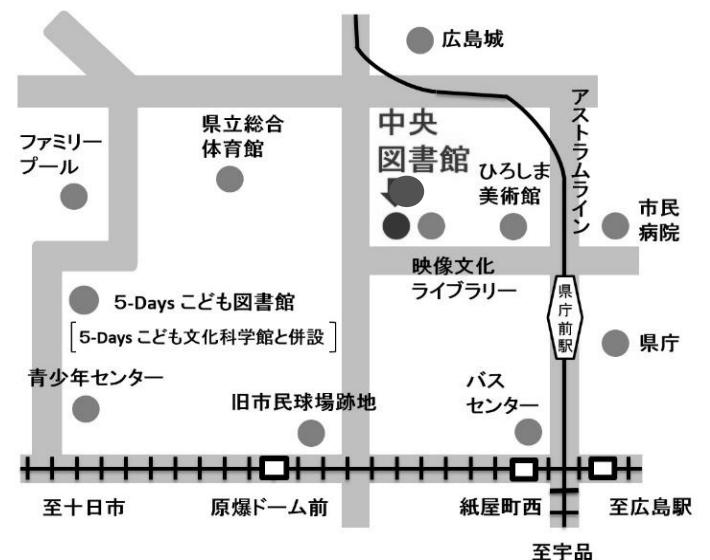 広島城
アストラムライン
県立総合
体育館
中央
図書館
ファミリー
プール
ひろしま
美術館
市民
病院
映像文化
ライブラリー
5-Days こども図書館
[5-Days こども文化科学館と併設]
県庁前駅
県庁
青少年センター
旧市民球場跡地
バス
センター
至十日市
原爆ドーム前
紙屋町西
至広島駅
至宇品